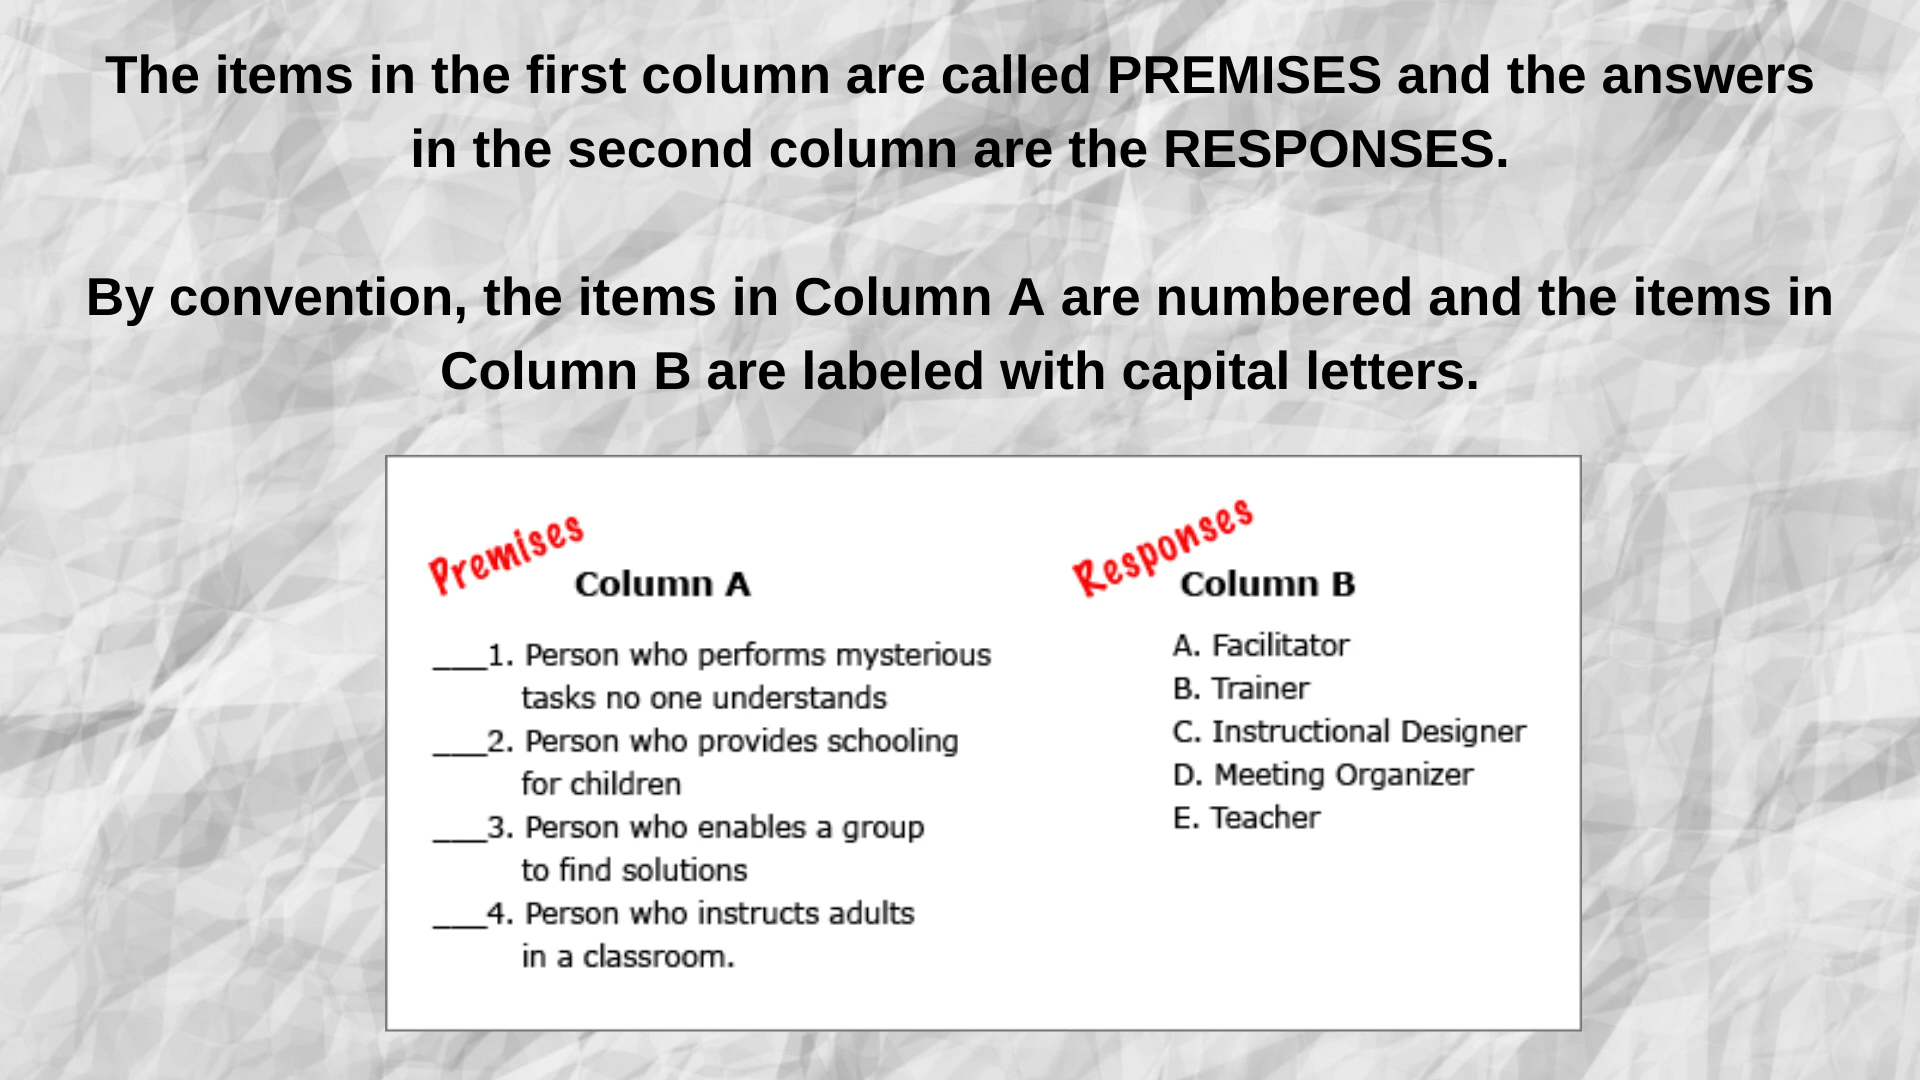 The items in the first column are called PREMISES and the answers
in the second column are the RESPONSES.
By convention, the items in Column A are numbered and the items in
Column B are labeled with capital letters.
Premises
Column A
___1. Person who performs mysterious
tasks no one understands
___2. Person who provides schooling
for children
___3. Person who enables a group
to find solutions
___4. Person who instructs adults
in a classroom.
Responses
Column B
A. Facilitator
B. Trainer
C. Instructional Designer
D. Meeting Organizer
E. Teacher